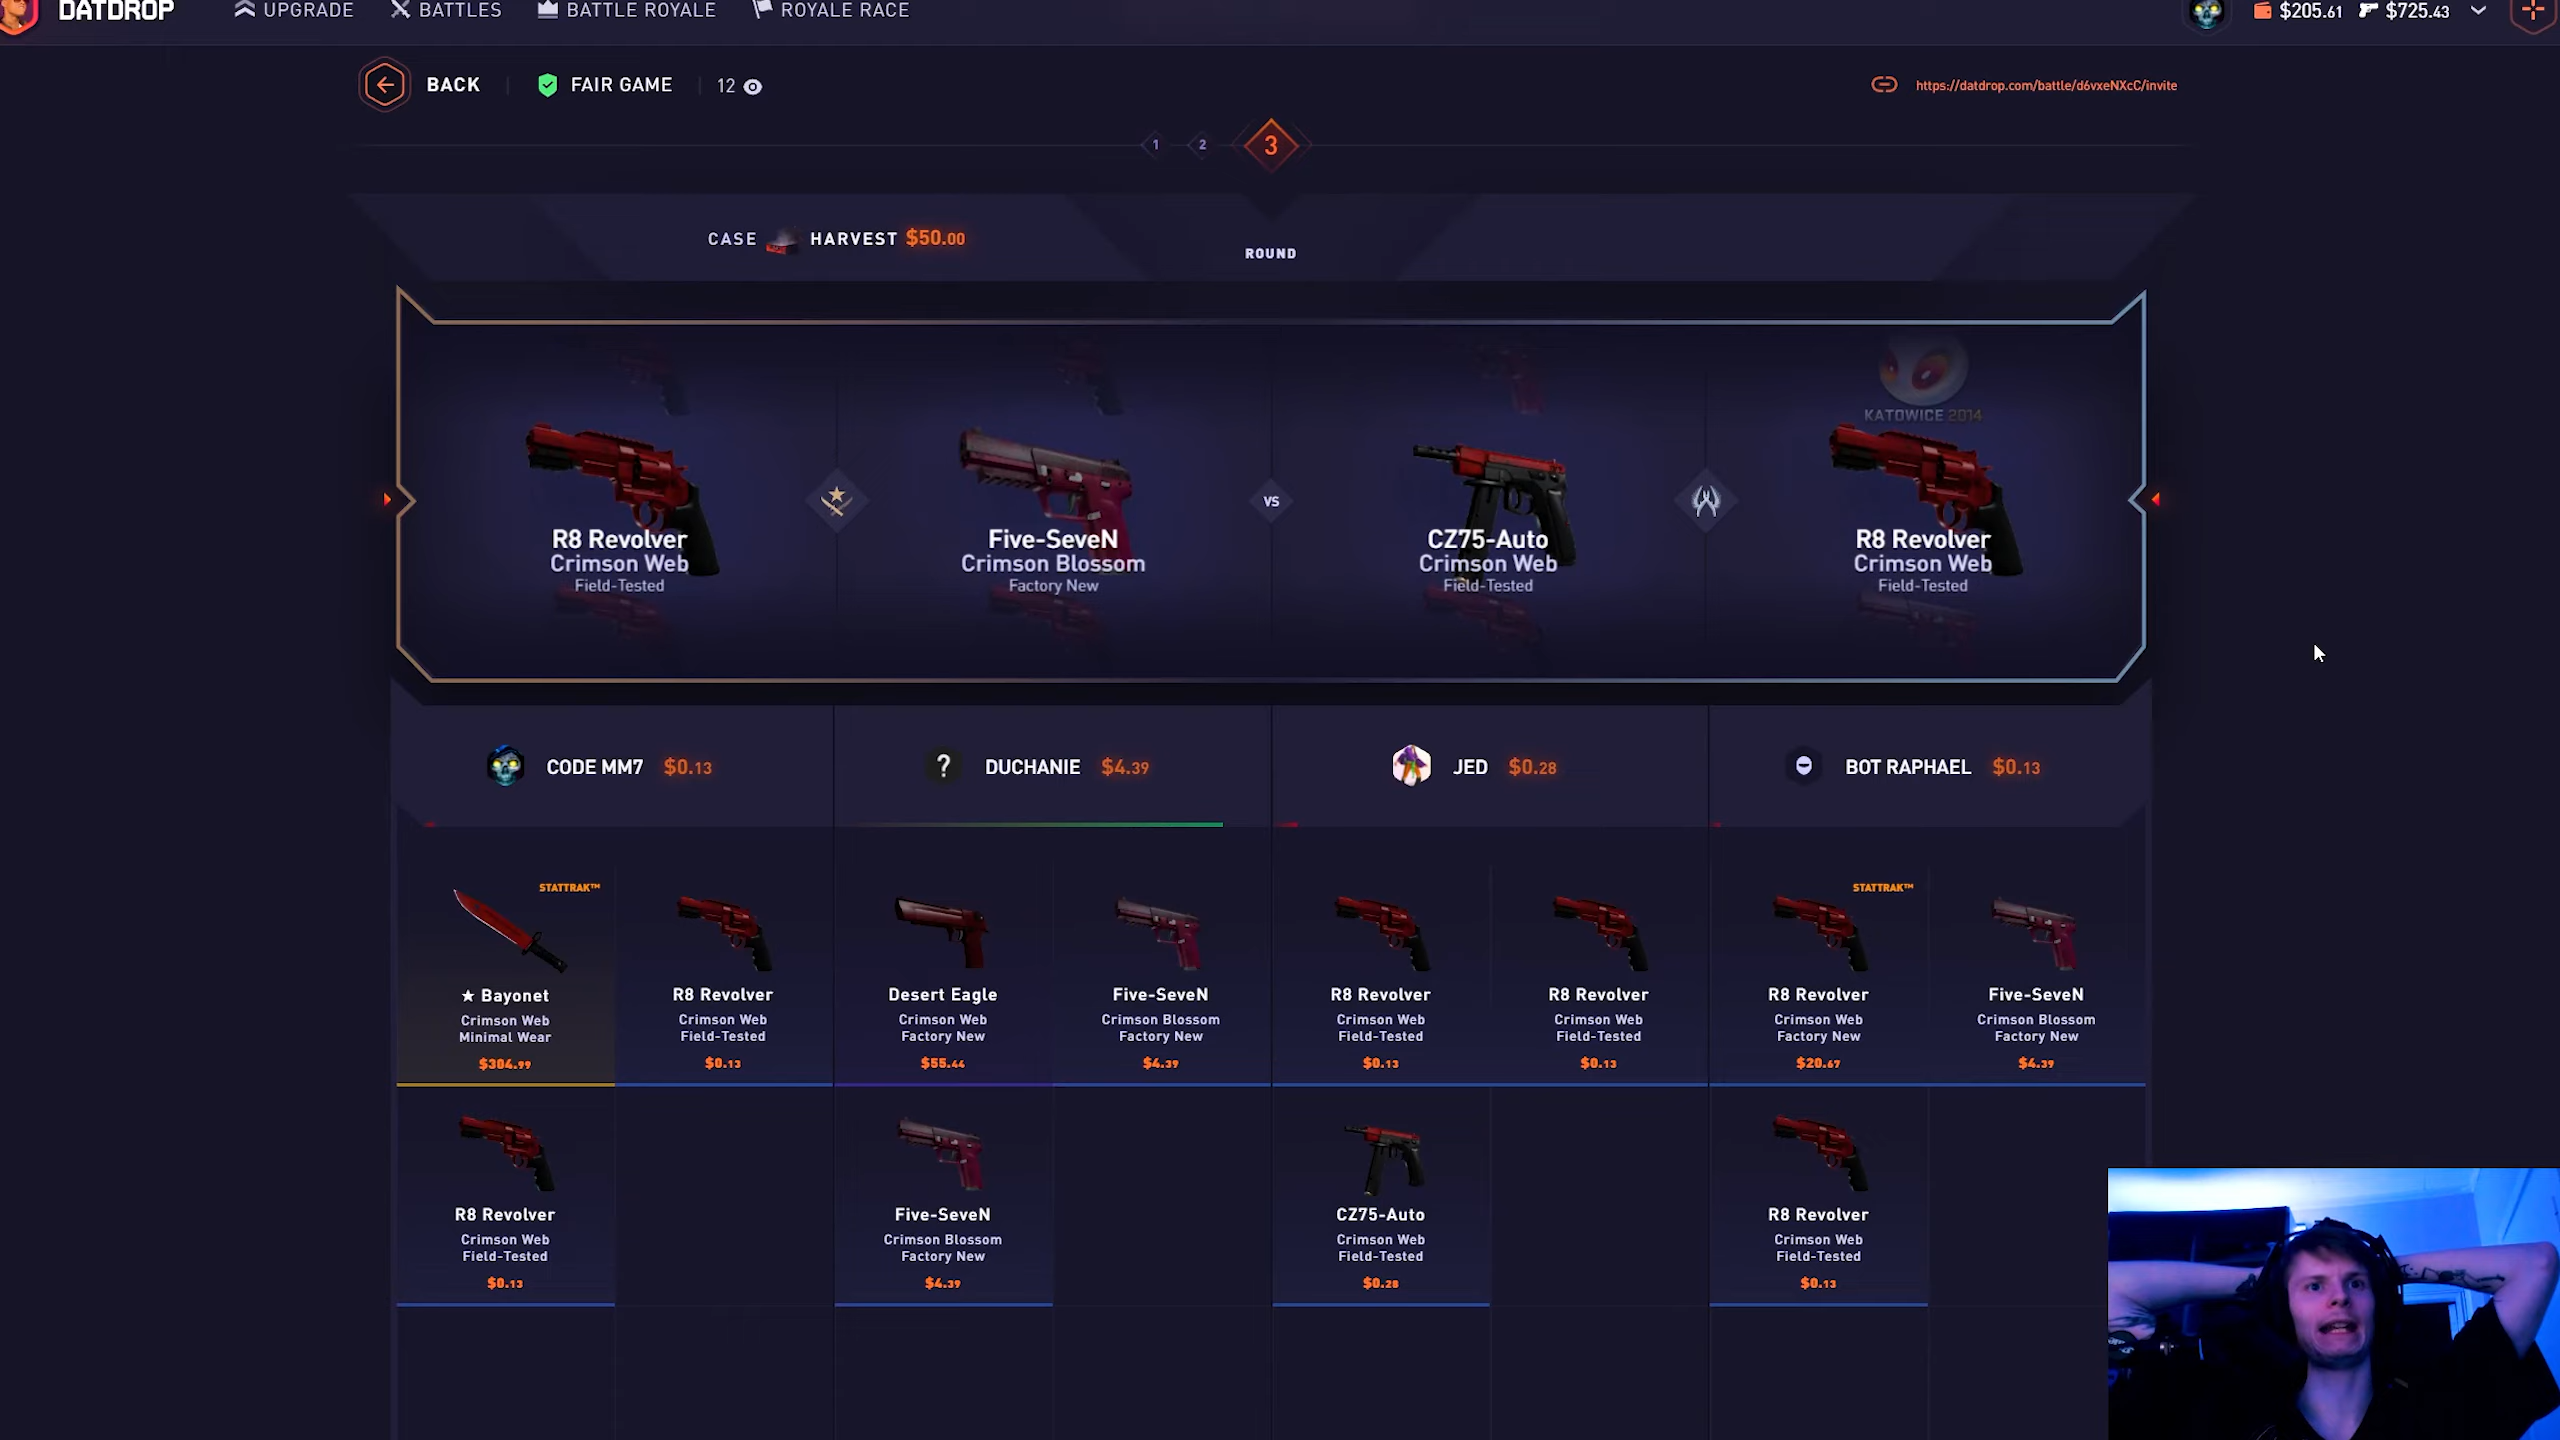 DATDROP UPGRADE BATTLES BATTLE ROYALE ROYALE RACE $205.61 $725.43
BACK FAIR GAME 12 https://datdrop.com/battle/d6vxeNXcC/invite
1 2 3
CASE HARVEST $50.00
ROUND
KATOWICE 2014
R8 Revolver
Crimson Web
Field-Tested
Five-SeveN
Crimson Blossom
Factory New
VS
CZ75-Auto
Crimson Web
Field-Tested
R8 Revolver
Crimson Web
Field-Tested
CODE MM7 $0.13
? DUCHANIE $4.39
JED $0.28
BOT RAPHAEL $0.13
STATTRAK™
★ Bayonet
Crimson Web
Minimal Wear
$304.99
R8 Revolver
Crimson Web
Field-Tested
$0.13
Desert Eagle
Crimson Web
Factory New
$55.44
Five-SeveN
Crimson Blossom
Factory New
$4.39
R8 Revolver
Crimson Web
Field-Tested
$0.13
R8 Revolver
Crimson Web
Field-Tested
$0.13
STATTRAK™
R8 Revolver
Crimson Web
Factory New
$20.67
Five-SeveN
Crimson Blossom
Factory New
$4.39
R8 Revolver
Crimson Web
Field-Tested
$0.13
Five-SeveN
Crimson Blossom
Factory New
$4.39
CZ75-Auto
Crimson Web
Field-Tested
$0.28
R8 Revolver
Crimson Web
Field-Tested
$0.13